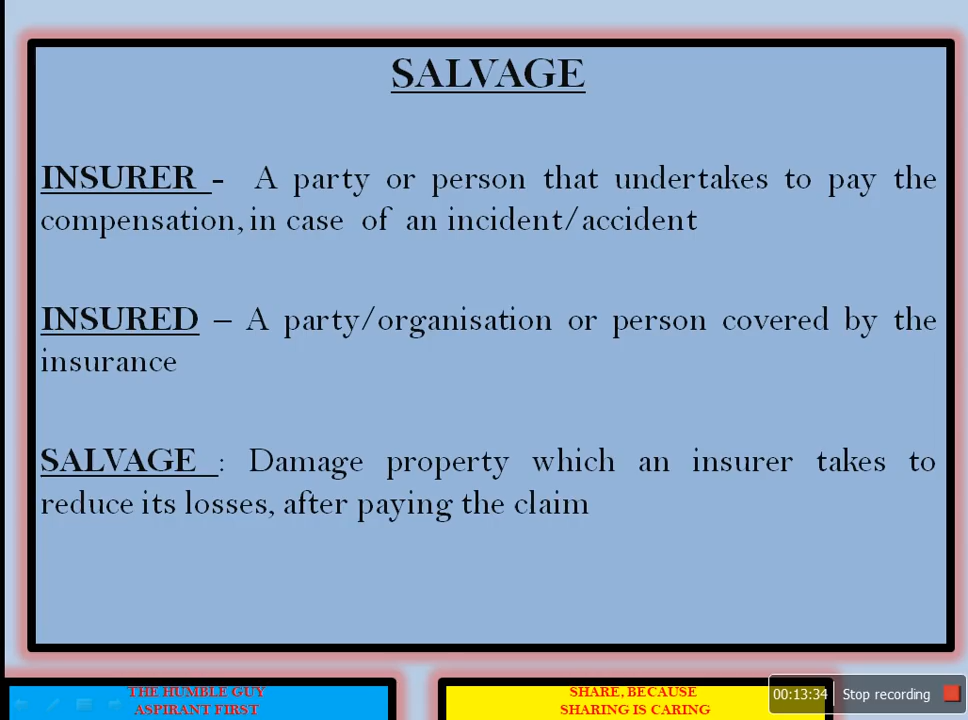 SALVAGE
INSURER - A party or person that undertakes to pay the
compensation, in case of an incident/accident
INSURED – A party/organisation or person covered by the
insurance
SALVAGE : Damage property which an insurer takes to
reduce its losses, after paying the claim
THE HUMBLE GUY
ASPIRANT FIRST
SHARE, BECAUSE
SHARING IS CARING
00:13:34 Stop recording